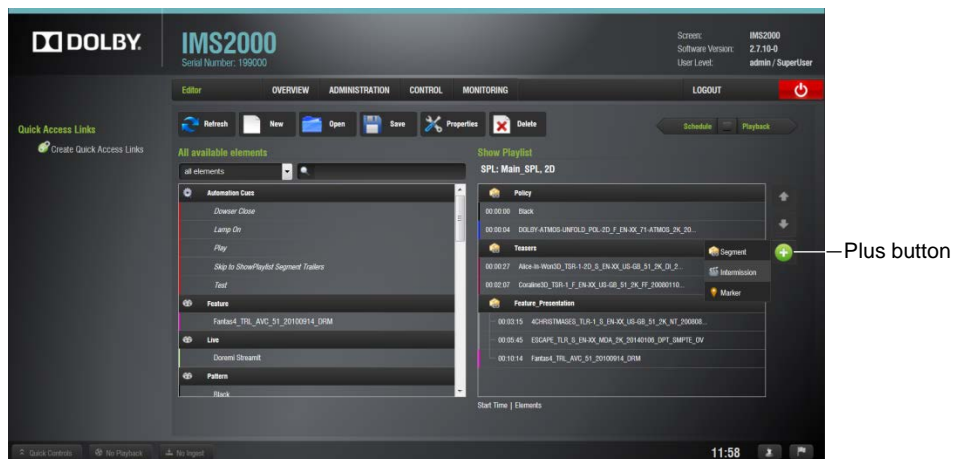 DOLBY.
IMS2000
Serial Number: 199000
Screen: IMS2000
Software Version: 2.7.10-0
User Level: admin / SuperUser
Editor OVERVIEW ADMINISTRATION CONTROL MONITORING LOGOUT
Quick Access Links
Create Quick Access Links
Refresh New Open Save Properties Delete
Schedule Playback
All available elements
all elements
Automation Cues
Dowser Close
Lamp On
Play
Skip to ShowPlaylist Segment Trailers
Test
Feature
Fantas4_TRL_AVC_51_20100914_DRM
Live
Doremi Streamit
Pattern
Black
Show Playlist
SPL: Main_SPL, 2D
Policy
00:00:00 Black
00:00:04 DOLBY-ATMOS-UNFOLD_POL-2D_F_EN-XX_71-ATMOS_2K_20...
Teasers
00:00:27 Alice-in-Won3D_TSR-1-2D_S_EN-XX_US-GB_51_2K_DI_2...
00:02:07 Coraline3D_TSR-1_F_EN-XX_US-GB_51_2K_FF_20080110...
Feature_Presentation
00:03:15 4CHRISTMASES_TLR-1_S_EN-XX_US-GB_51_2K_NT_200808...
00:05:45 ESCAPE_TLR_S_EN-XX_MDA_2K_20140106_DPT_SMPTE_OV
00:10:14 Fantas4_TRL_AVC_51_20100914_DRM
Segment
Intermission
Marker
Plus button
Start Time | Elements
Quick Controls No Playback No Ingest
11:58